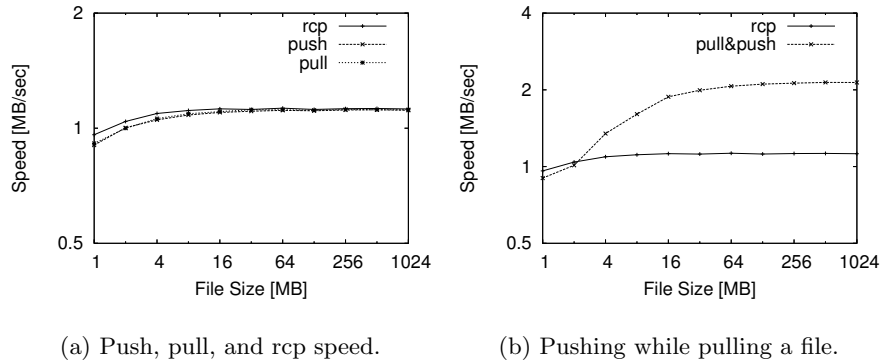 2
1
0.5
Speed [MB/sec]
rcp
push
pull
1 4 16 64 256 1024
File Size [MB]
(a) Push, pull, and rcp speed.
4
2
1
0.5
Speed [MB/sec]
rcp
pull&push
1 4 16 64 256 1024
File Size [MB]
(b) Pushing while pulling a file.